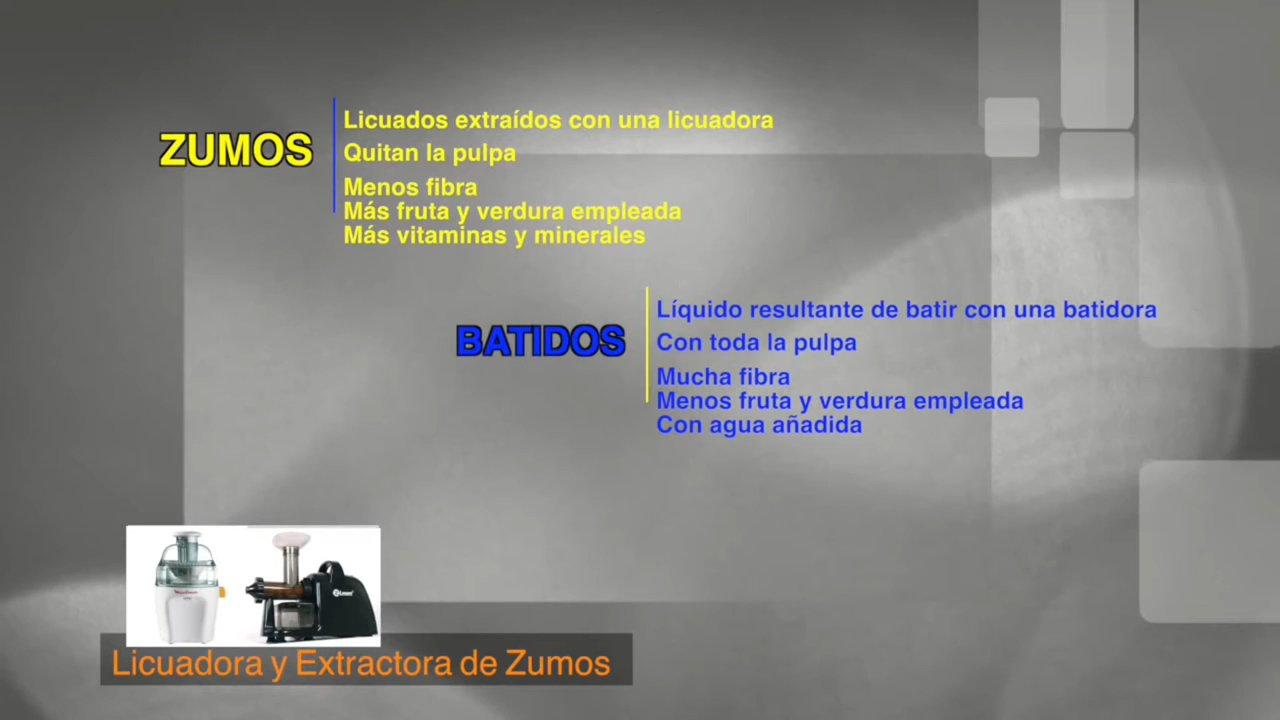 ZUMOS
Licuados extraídos con una licuadora
Quitan la pulpa
Menos fibra
Más fruta y verdura empleada
Más vitaminas y minerales
BATIDOS
Líquido resultante de batir con una batidora
Con toda la pulpa
Mucha fibra
Menos fruta y verdura empleada
Con agua añadida
Licuadora y Extractora de Zumos